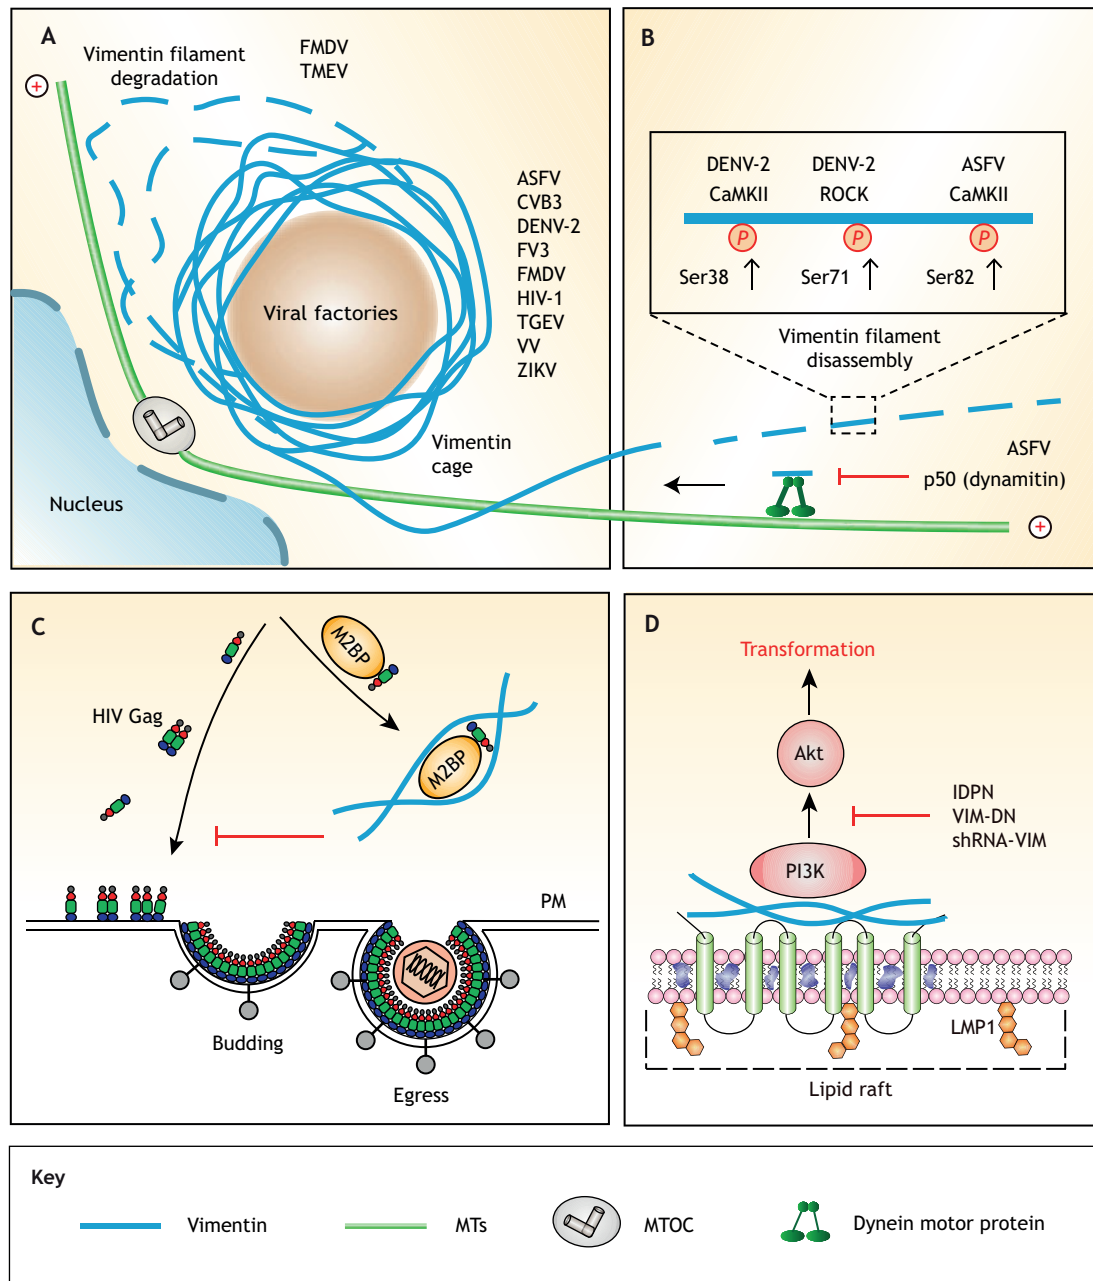 A
Vimentin filament
degradation
FMDV
TMEV
+
ASFV
CVB3
DENV-2
FV3
FMDV
HIV-1
TGEV
VV
ZIKV
Viral factories
Vimentin
cage
Nucleus
B
DENV-2 DENV-2 ASFV
CaMKII ROCK CaMKII
P P P
Ser38 Ser71 Ser82
Vimentin filament
disassembly
ASFV
p50 (dynamitin)
+
C
M2BP
HIV Gag
M2BP
PM
Budding
Egress
D
Transformation
Akt
IDPN
VIM-DN
shRNA-VIM
PI3K
LMP1
Lipid raft
Key
Vimentin MTs MTOC Dynein motor protein